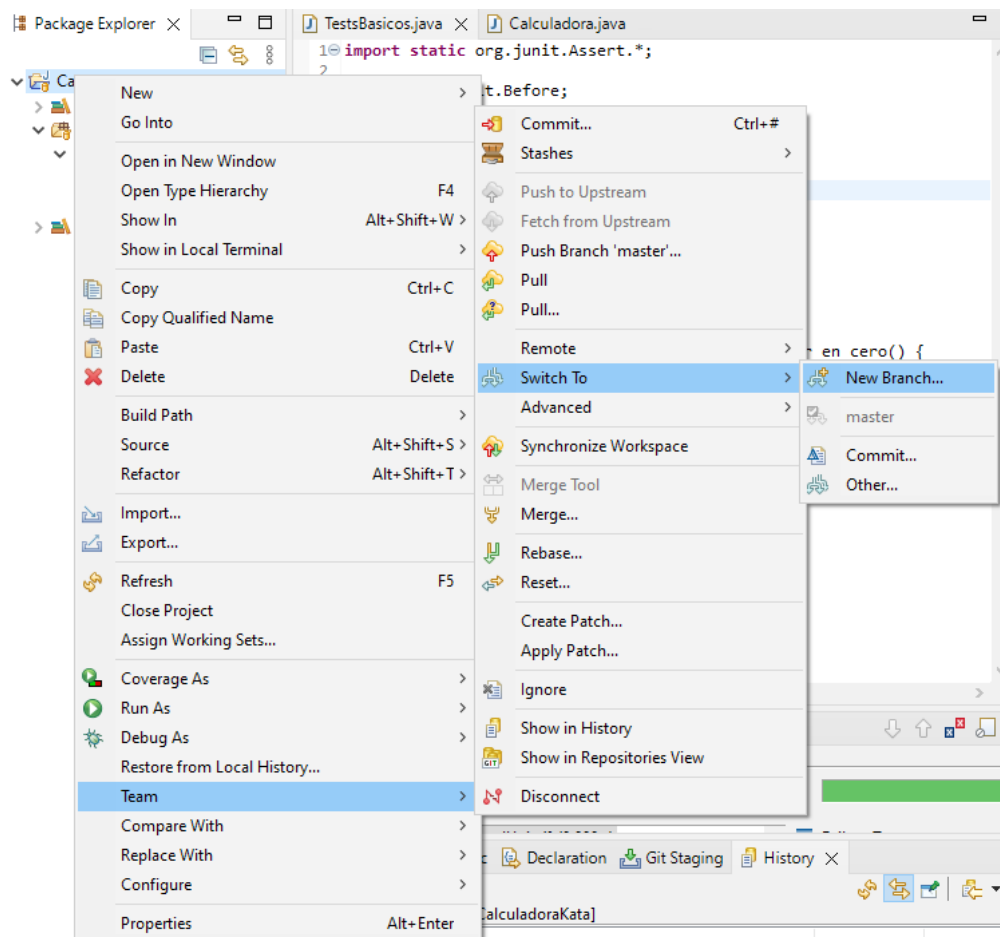 Package Explorer
TestsBasicos.java
Calculadora.java
1 import static org.junit.Assert.*;
2
t.Before;
Ca
New
Go Into
Open in New Window
Open Type Hierarchy F4
Show In Alt+Shift+W
Show in Local Terminal
Copy Ctrl+C
Copy Qualified Name
Paste Ctrl+V
Delete Delete
Build Path
Source Alt+Shift+S
Refactor Alt+Shift+T
Import...
Export...
Refresh F5
Close Project
Assign Working Sets...
Coverage As
Run As
Debug As
Restore from Local History...
Team
Compare With
Replace With
Configure
Properties Alt+Enter
Commit... Ctrl+#
Stashes
Push to Upstream
Fetch from Upstream
Push Branch 'master'...
Pull
Pull...
Remote
Switch To
Advanced
Synchronize Workspace
Merge Tool
Merge...
Rebase...
Reset...
Create Patch...
Apply Patch...
Ignore
Show in History
GIT Show in Repositories View
Disconnect
en cero() {
New Branch...
master
Commit...
Other...
Declaration
Git Staging
History
CalculadoraKata]